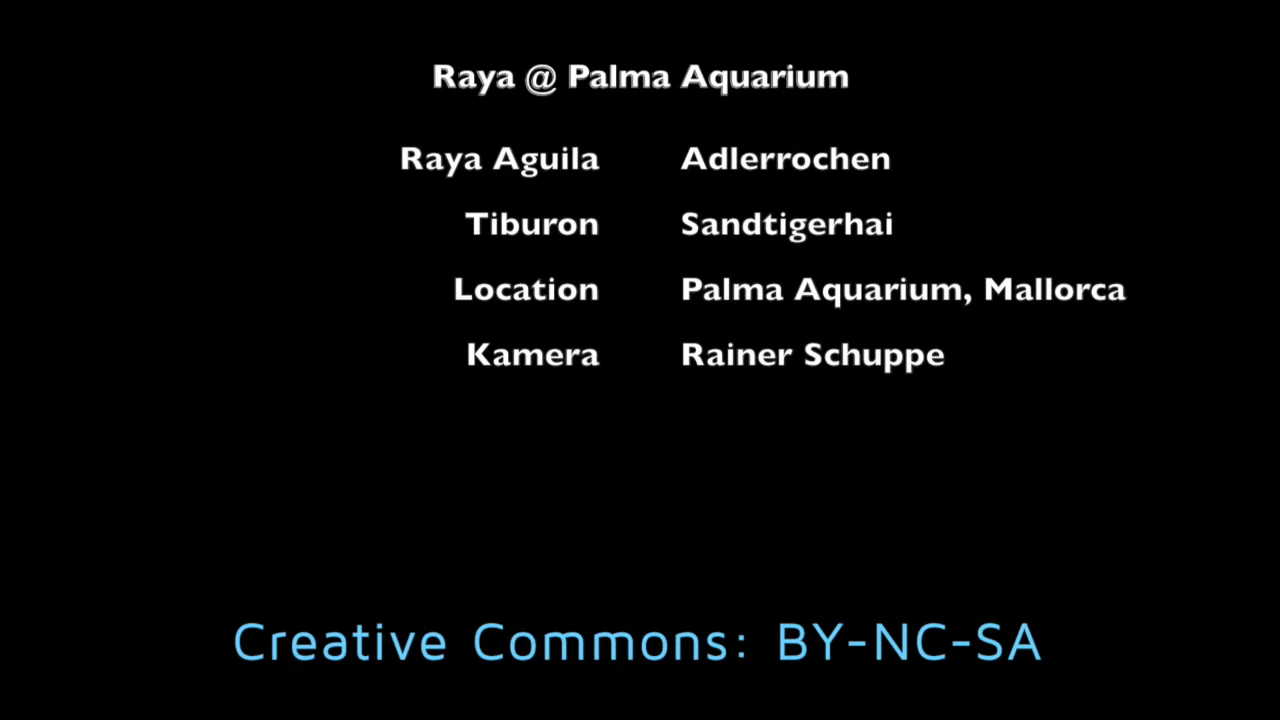 Raya @ Palma Aquarium
Raya Aguila Adlerrochen
Tiburon Sandtigerhai
Location Palma Aquarium, Mallorca
Kamera Rainer Schuppe
Creative Commons: BY-NC-SA